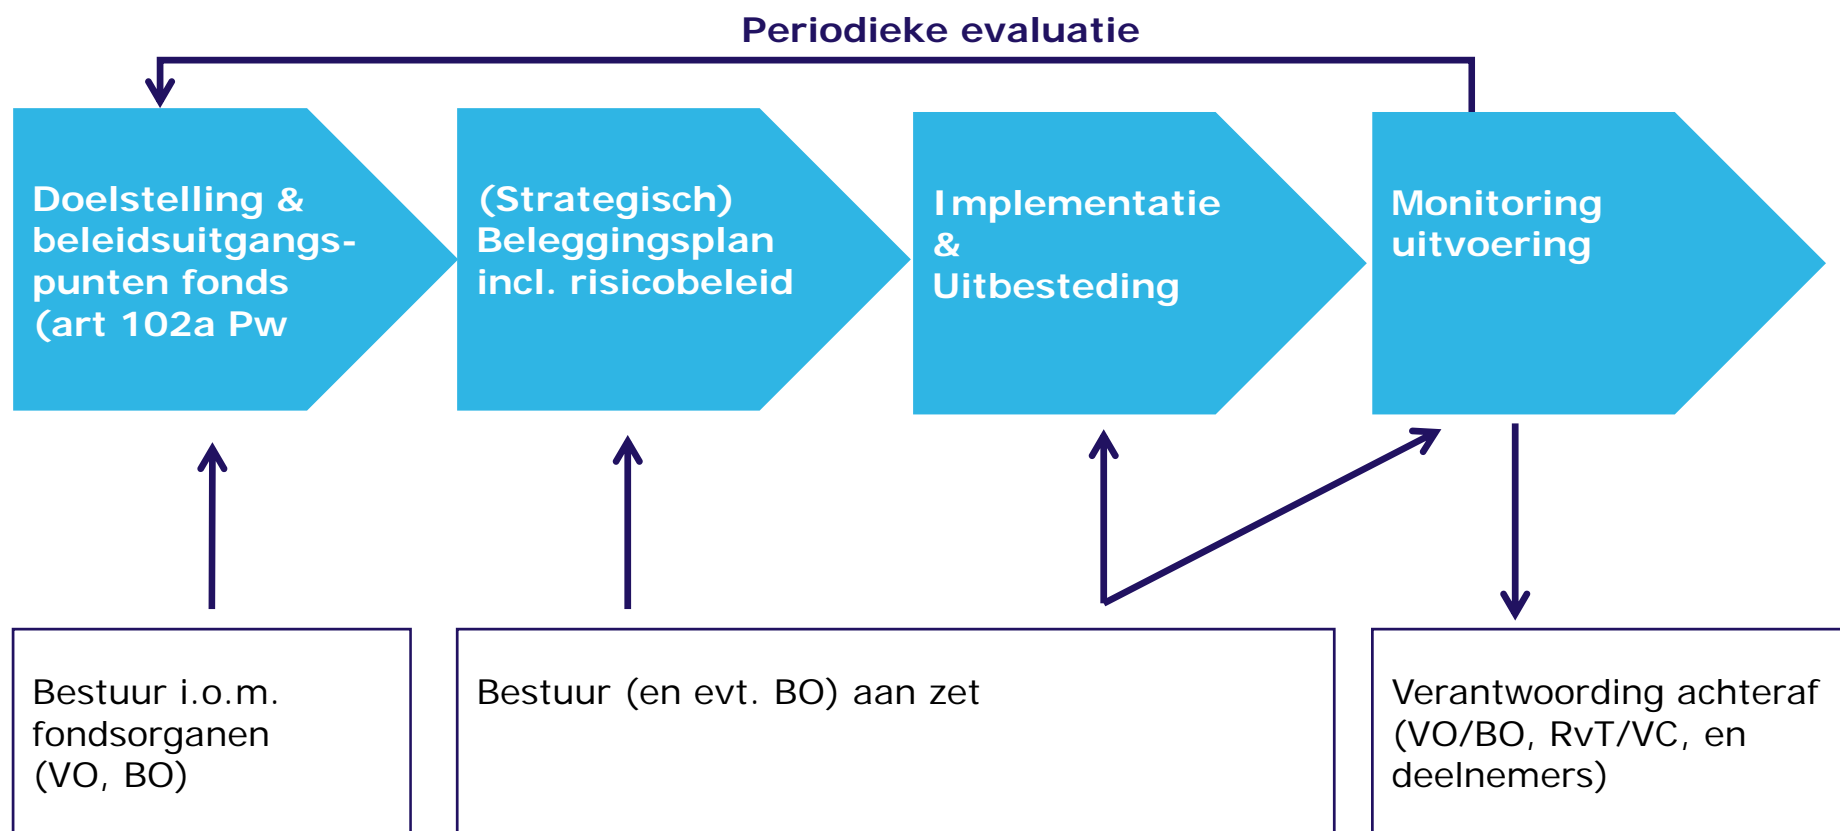 Periodieke evaluatie
Doelstelling &
beleidsuitgangs-
punten fonds
(art 102a Pw
(Strategisch)
Beleggingsplan
incl. risicobeleid
Implementatie
&
Uitbesteding
Monitoring
uitvoering
Bestuur i.o.m.
fondsorganen
(VO, BO)
Bestuur (en evt. BO) aan zet
Verantwoording achteraf
(VO/BO, RvT/VC, en
deelnemers)